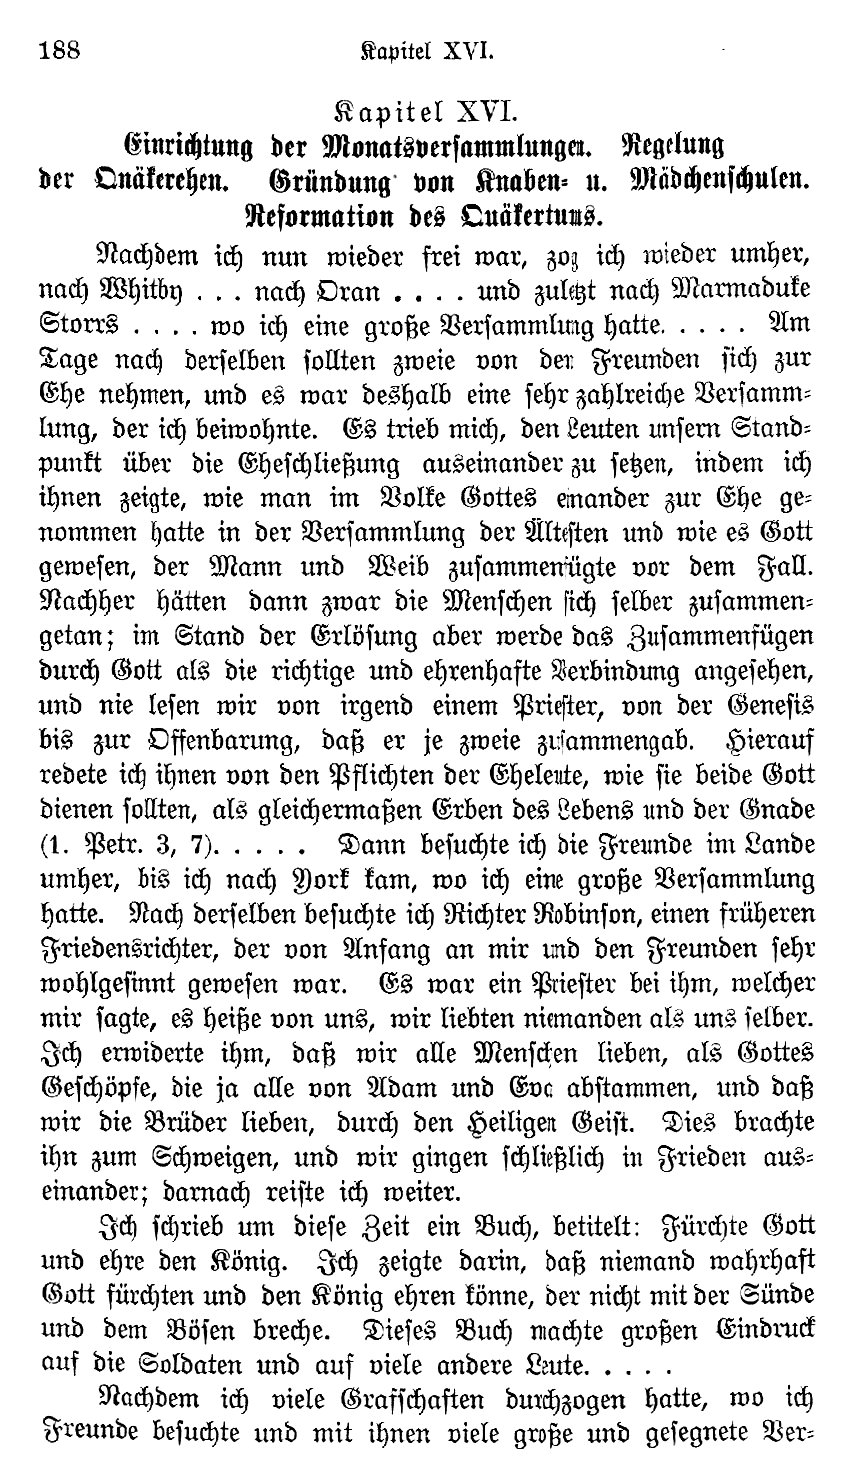 188 Kapitel XVI.
Kapitel XVI.
Einrichtung der Monatsversammlungen. Regelung
der Quäkerehen. Gründung von Knaben- u. Mädchenschulen.
Reformation des Quäkertums.
Nachdem ich nun wieder frei war, zog ich wieder umher,
nach Whitby . . . nach Oran . . . . und zuletzt nach Marmaduke
Storrs . . . . wo ich eine große Versammlung hatte. . . . . Am
Tage nach derselben sollten zweie von den Freunden sich zur
Ehe nehmen, und es war deshalb eine sehr zahlreiche Versamm-
lung, der ich beiwohnte. Es trieb mich, den Leuten unsern Stand-
punkt über die Eheschließung auseinander zu setzen, indem ich
ihnen zeigte, wie man im Volke Gottes einander zur Ehe ge-
nommen hatte in der Versammlung der Ältesten und wie es Gott
gewesen, der Mann und Weib zusammenfügte vor dem Fall.
Nachher hätten dann zwar die Menschen sich selber zusammen-
getan; im Stand der Erlösung aber werde das Zusammenfügen
durch Gott als die richtige und ehrenhafte Verbindung angesehen,
und nie lesen wir von irgend einem Priester, von der Genesis
bis zur Offenbarung, daß er je zweie zusammengab. Hierauf
redete ich ihnen von den Pflichten der Eheleute, wie sie beide Gott
dienen sollten, als gleichermaßen Erben des Lebens und der Gnade
(1. Petr. 3, 7). . . . . Dann besuchte ich die Freunde im Lande
umher, bis ich nach York kam, wo ich eine große Versammlung
hatte. Nach derselben besuchte ich Richter Robinson, einen früheren
Friedensrichter, der von Anfang an mir und den Freunden sehr
wohlgesinnt gewesen war. Es war ein Priester bei ihm, welcher
mir sagte, es heiße von uns, wir liebten niemanden als uns selber.
Ich erwiderte ihm, daß wir alle Menschen lieben, als Gottes
Geschöpfe, die ja alle von Adam und Eva abstammen, und daß
wir die Brüder lieben, durch den Heiligen Geist. Dies brachte
ihn zum Schweigen, und wir gingen schließlich in Frieden aus-
einander; darnach reiste ich weiter.
Ich schrieb um diese Zeit ein Buch, betitelt: Fürchte Gott
und ehre den König. Ich zeigte darin, daß niemand wahrhaft
Gott fürchten und den König ehren könne, der nicht mit der Sünde
und dem Bösen breche. Dieses Buch machte großen Eindruck
auf die Soldaten und auf viele andere Leute. . . . .
Nachdem ich viele Grafschaften durchzogen hatte, wo ich
Freunde besuchte und mit ihnen viele große und gesegnete Ver-